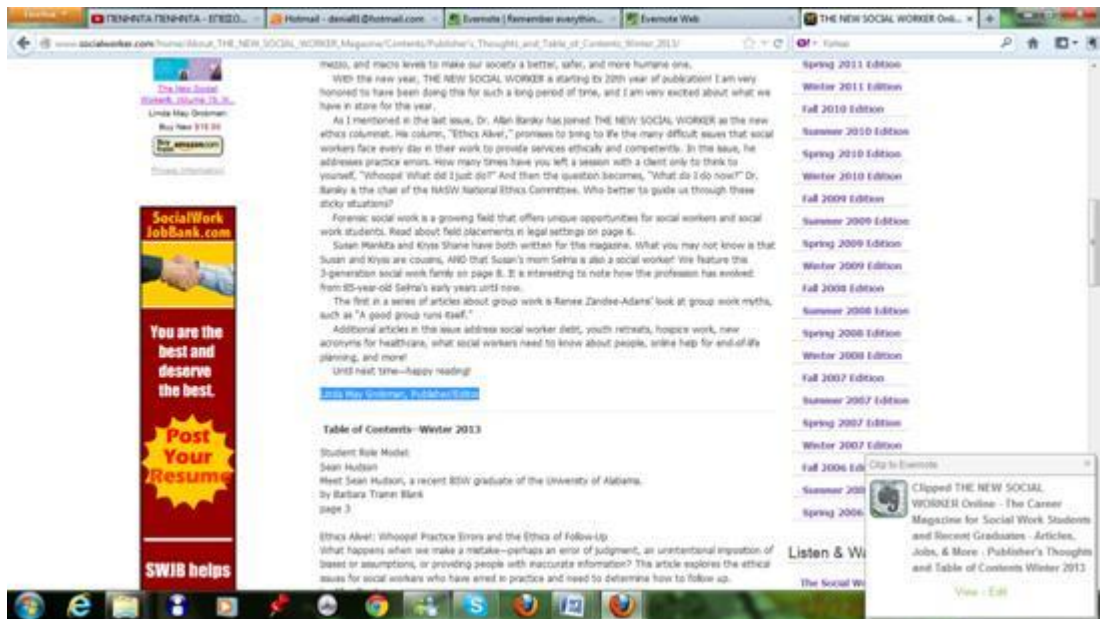 ΠΕΝΗΝΤΑ ΠΕΝΗΝΤΑ - ΕΠΕΙΣΟ...
Hotmail - denial81@hotmail.com
Evernote | Remember everythin...
Evernote Web
THE NEW SOCIAL WORKER Onli...
www.socialworker.com/home/About_THE_NEW_SOCIAL_WORKER_Magazine/Contents/Publisher's_Thoughts_and_Table_of_Contents_Winter_2013/
Yahoo
The New Social
Linda May Grobman
Buy New $
amazon.com
Privacy Information
SocialWork
JobBank.com
You are the
best and
deserve
the best.
Post
Your
Resume
SWJB helps
mezzo, and macro levels to make our society a better, safer, and more humane one.
With the new year, THE NEW SOCIAL WORKER is starting its 20th year of publication! I am very
honored to have been doing this for such a long period of time, and I am very excited about what we
have in store for the year.
As I mentioned in the last issue, Dr. Allan Barsky has joined THE NEW SOCIAL WORKER as the new
ethics columnist. His column, "Ethics Alive!," promises to bring to life the many difficult issues that social
workers face every day in their work to provide services ethically and competently. In this issue, he
addresses practice errors. How many times have you left a session with a client only to think to
yourself, "Whoops! What did I just do?" And then the question becomes, "What do I do now?" Dr.
Barsky is the chair of the NASW National Ethics Committee. Who better to guide us through these
sticky situations?
Forensic social work is a growing field that offers unique opportunities for social workers and social
work students. Read about field placements in legal settings on page 6.
Susan Mankita and Kryss Shane have both written for this magazine. What you may not know is that
Susan and Kryss are cousins, AND that Susan's mom Selma is also a social worker! We feature this
3-generation social work family on page 8. It is interesting to note how the profession has evolved
from 85-year-old Selma's early years until now.
The first in a series of articles about group work is Renee Zandee-Adams' look at group work myths,
such as "A good group runs itself."
Additional articles in this issue address social worker debt, youth retreats, hospice work, new
acronyms for healthcare, what social workers need to know about people, online help for end-of-life
planning, and more!
Until next time—happy reading!
Linda May Grobman, Publisher/Editor
Table of Contents--Winter 2013
Student Role Model:
Sean Hudson
Meet Sean Hudson, a recent BSW graduate of the University of Alabama.
by Barbara Trainin Blank
page 3
Ethics Alive!: Whoops! Practice Errors and the Ethics of Follow-Up
What happens when we make a mistake—perhaps an error of judgment, an unintentional imposition of
biases or assumptions, or providing people with inaccurate information? This article explores the ethical
issues for social workers who have erred in practice and need to determine how to follow up.
Spring 2011 Edition
Winter 2011 Edition
Fall 2010 Edition
Summer 2010 Edition
Spring 2010 Edition
Winter 2010 Edition
Fall 2009 Edition
Summer 2009 Edition
Spring 2009 Edition
Winter 2009 Edition
Fall 2008 Edition
Summer 2008 Edition
Spring 2008 Edition
Winter 2008 Edition
Fall 2007 Edition
Summer 2007 Edition
Spring 2007 Edition
Winter 2007 Edition
Fall 2006 Edi
Summer 200
Spring 2006
Listen & Wa
The Social W
Clip to Evernote
Clipped THE NEW SOCIAL
WORKER Online - The Career
Magazine for Social Work Students
and Recent Graduates - Articles,
Jobs, & More - Publisher's Thoughts
and Table of Contents Winter 2013
View - Edit